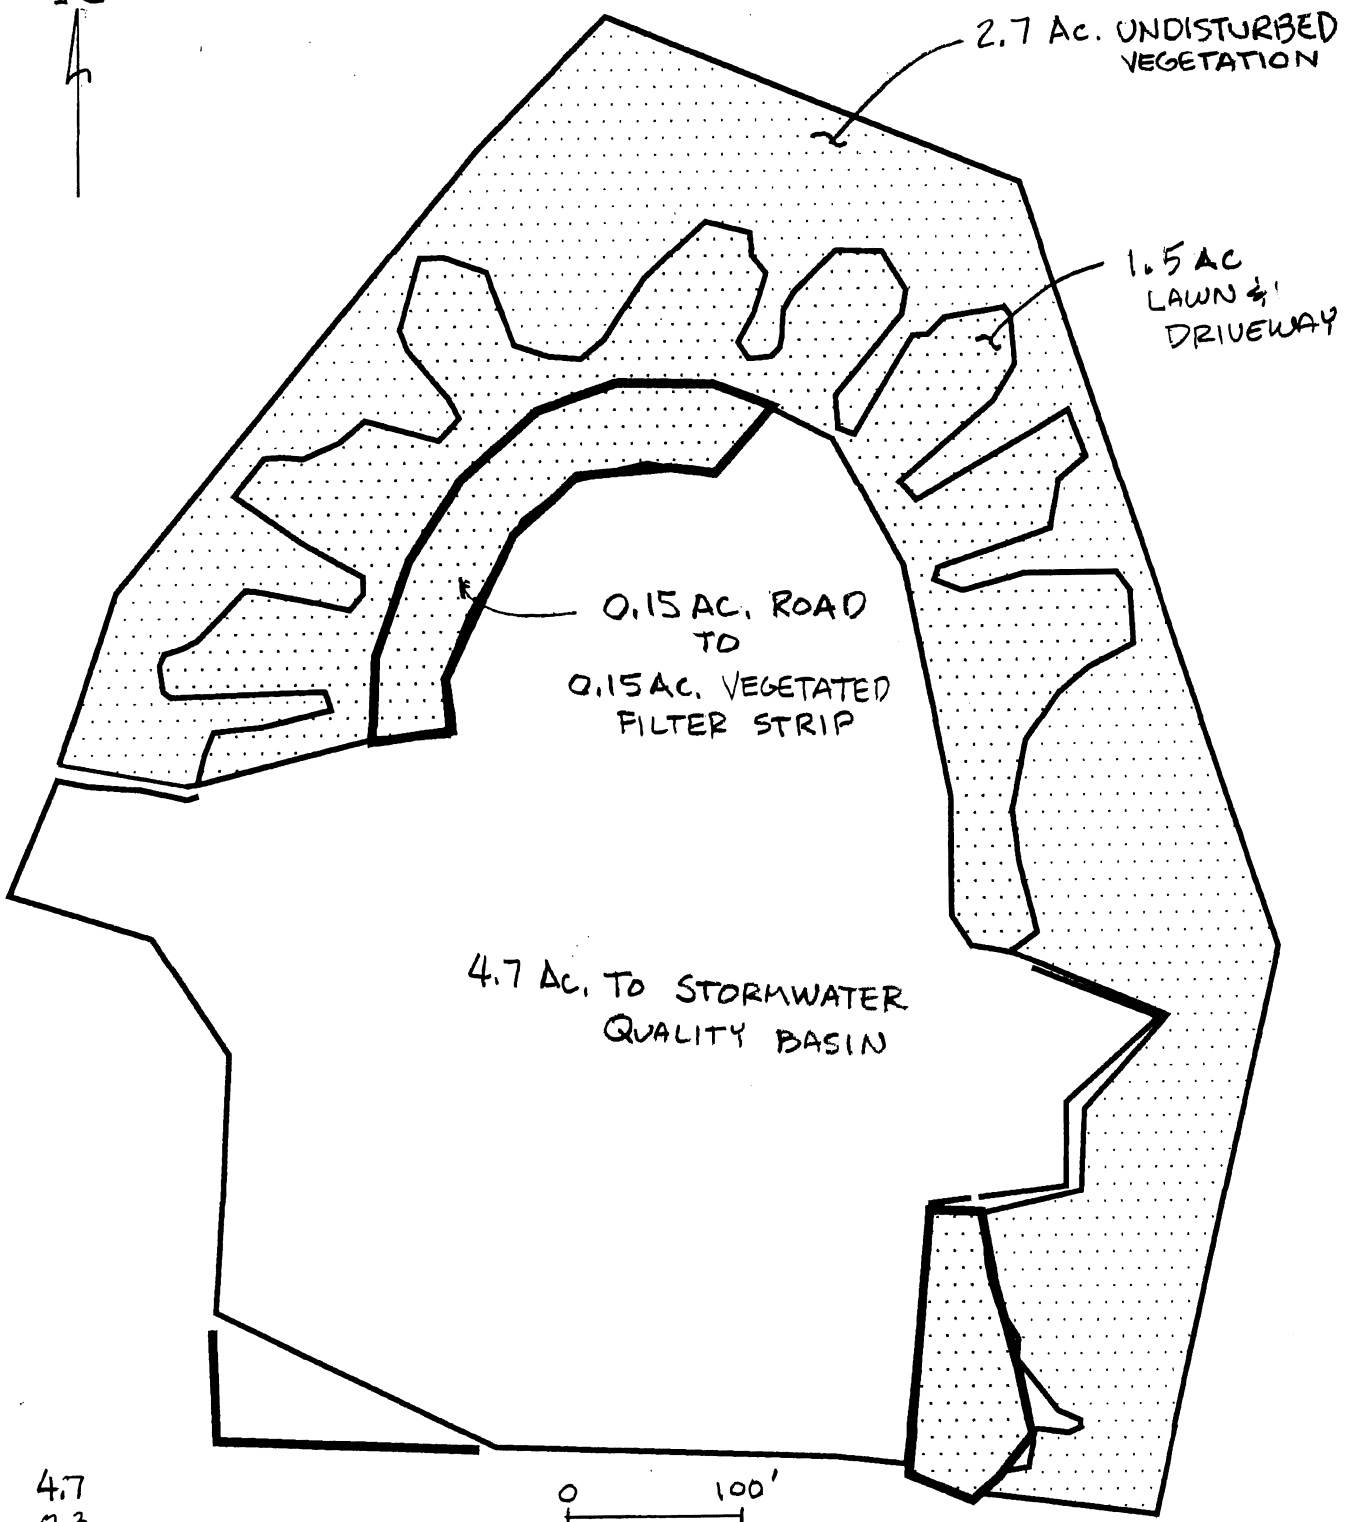 2.7 Ac. UNDISTURBED
VEGETATION
1.5 AC
LAWN &
DRIVEWAY
0.15 AC. ROAD
TO
0.15 AC. VEGETATED
FILTER STRIP
4.7 Ac. TO STORMWATER
QUALITY BASIN
4.7
0 100'